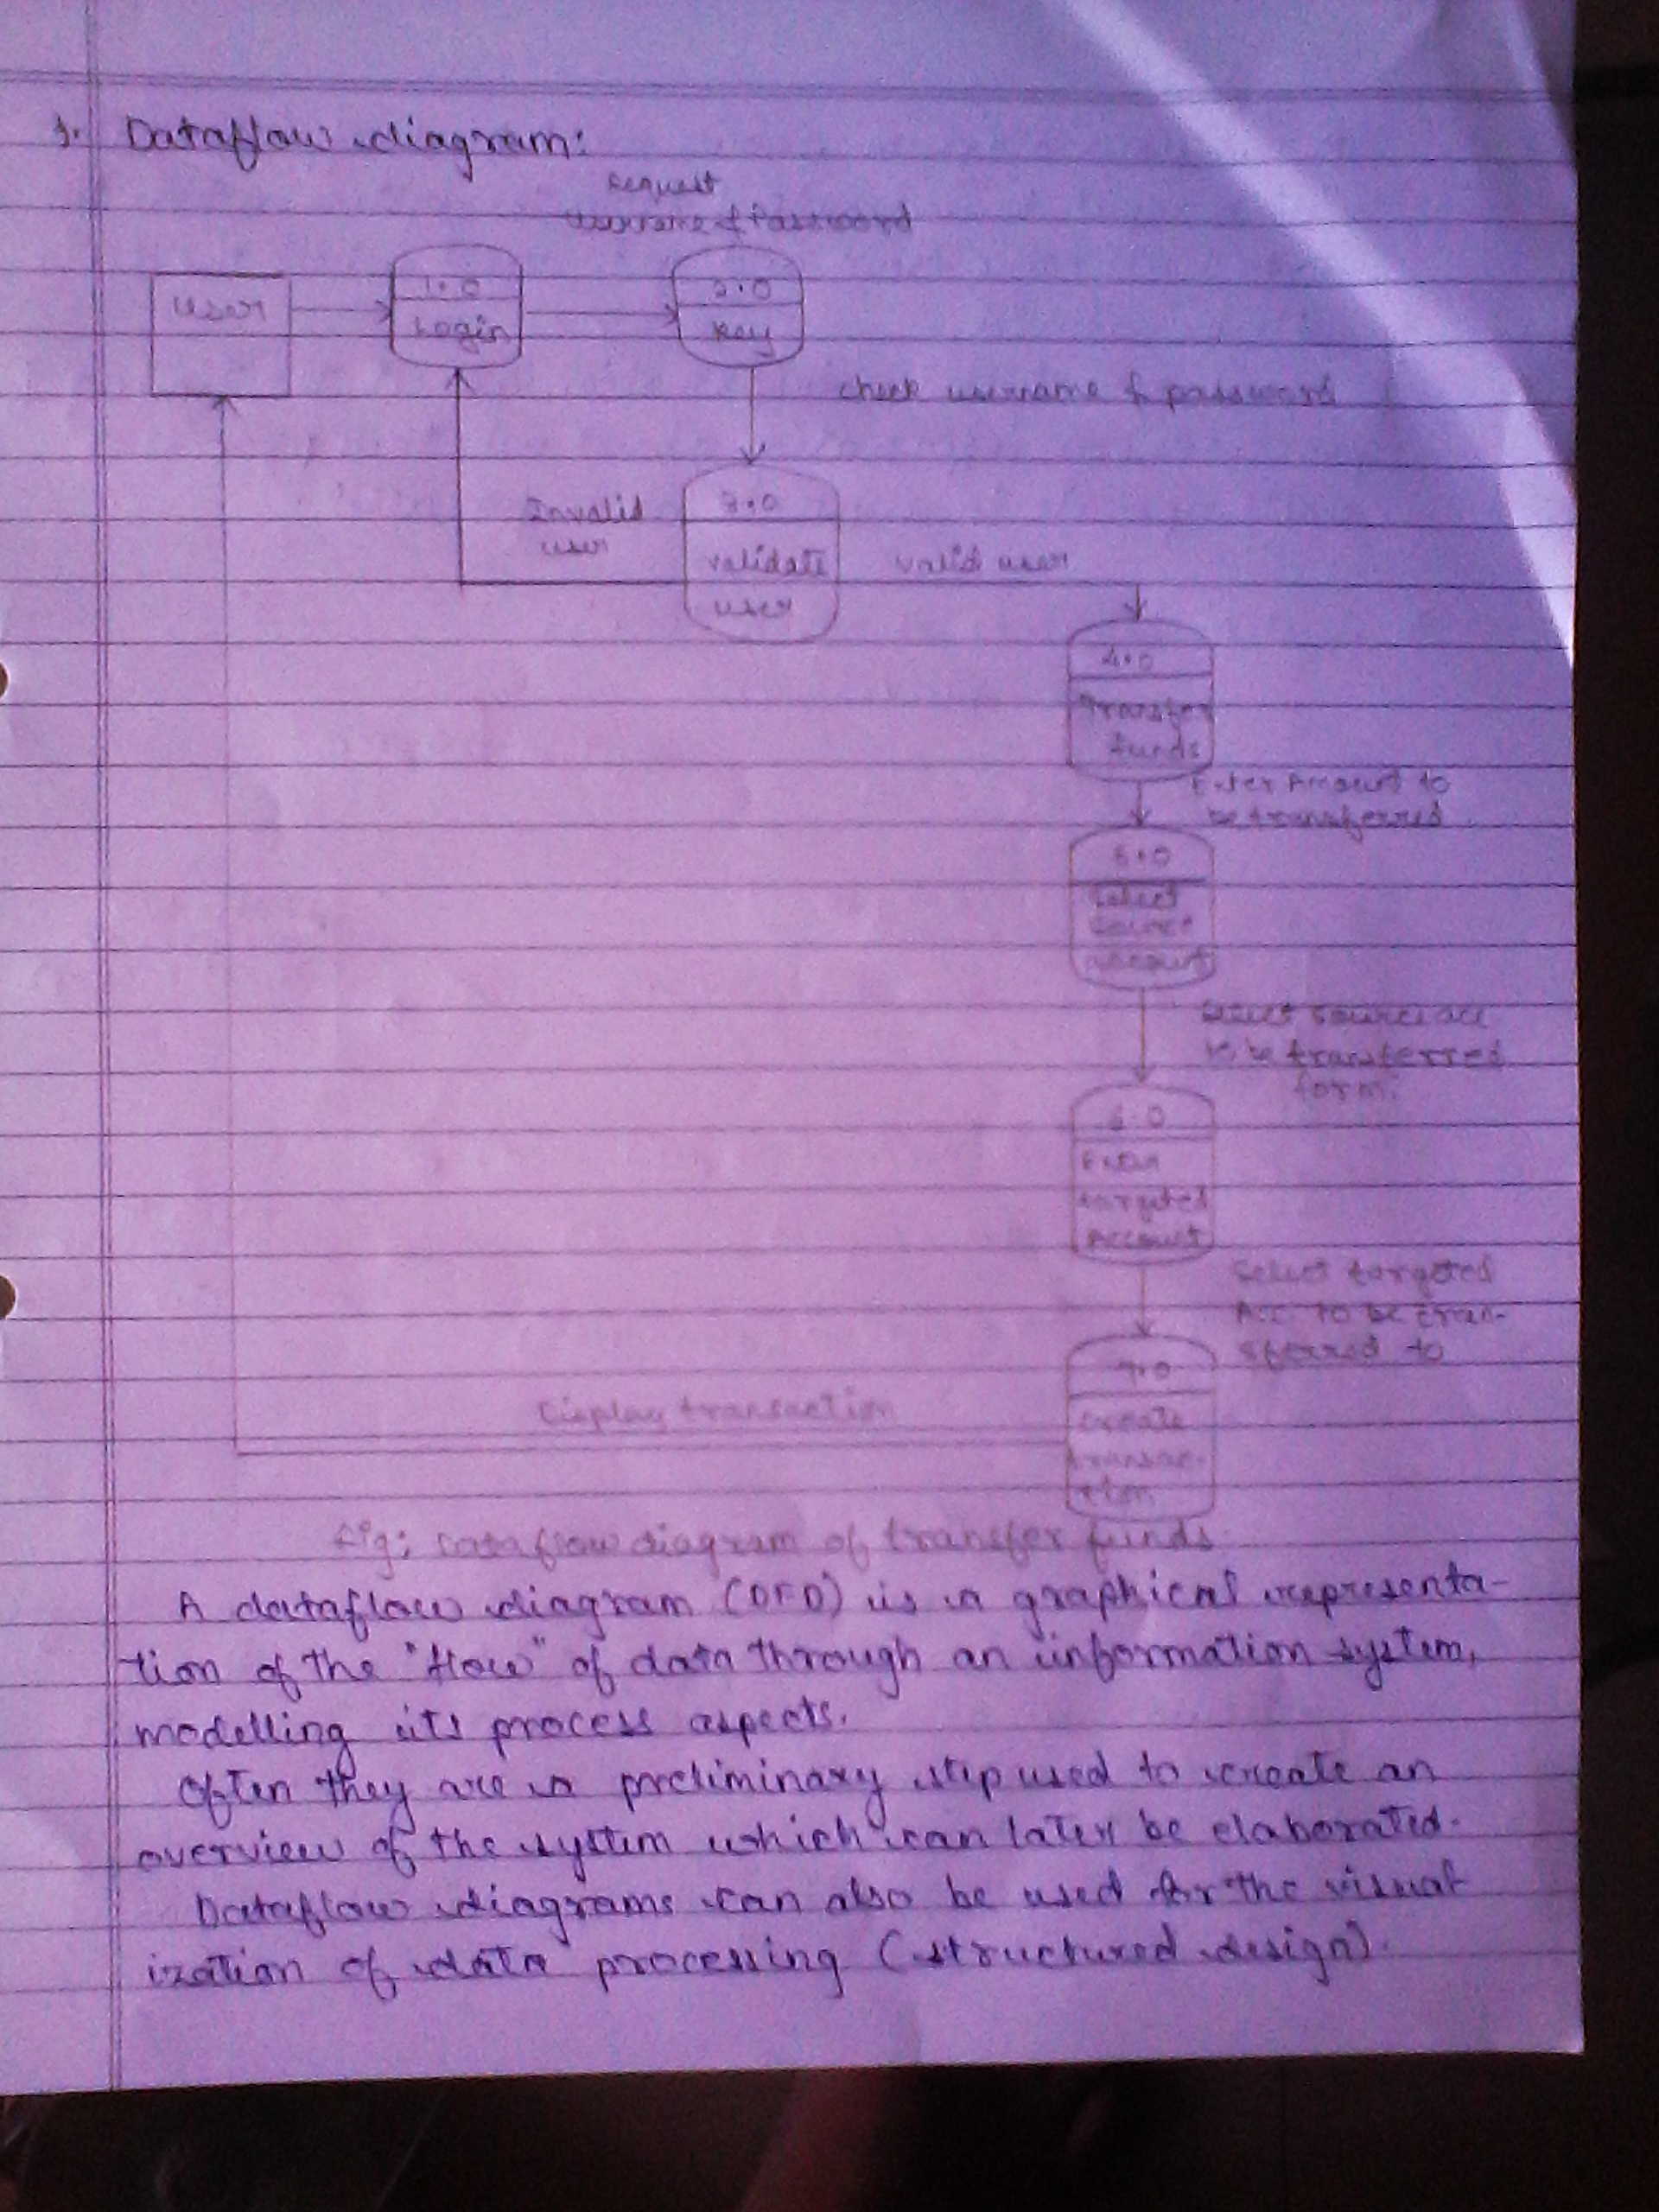 3. Dataflow diagram:
request
username & Password
user
1.0
Login
2.0
Key
check username & password
Invalid
user
3.0
validate
user
valid user
4.0
Transfer
funds
Enter Amount to
be transferred
5.0
Select
Source
account
Select source acc
to be transferred
form.
6.0
Enter
targeted
Account
Select targeted
Acc. to be tran-
sferred to
7.0
Create
transac-
tion
Display transaction
fig: Dataflow diagram of transfer funds
A dataflow diagram (DFD) is a graphical representa-
tion of the "flow" of data through an information system,
modelling its process aspects.
Often they are a preliminary step used to create an
overview of the system which can later be elaborated.
Dataflow diagrams can also be used for the visual
ization of data processing (structured design).